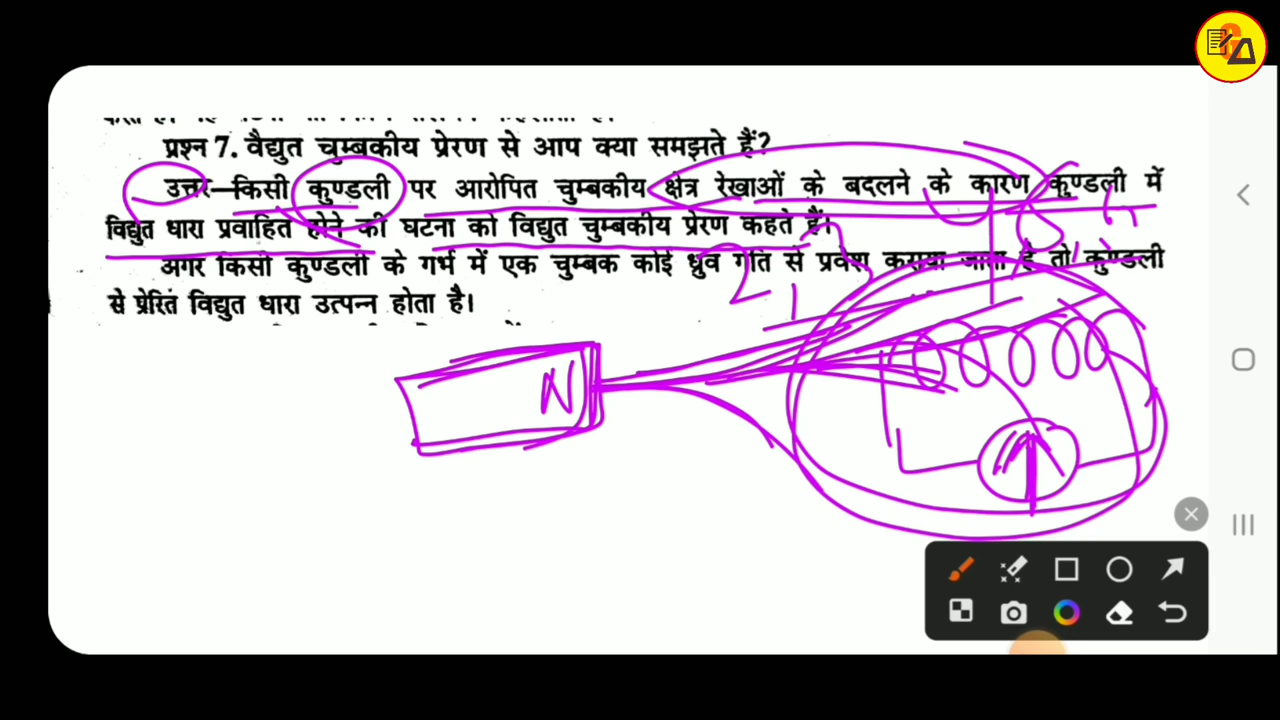 प्रश्न 7. वैद्युत चुम्बकीय प्रेरण से आप क्या समझते हैं?
उत्तर–किसी कुण्डली पर आरोपित चुम्बकीय क्षेत्र रेखाओं के बदलने के कारण कुण्डली में
विद्युत धारा प्रवाहित होने की घटना को विद्युत चुम्बकीय प्रेरण कहते हैं।
अगर किसी कुण्डली के गर्भ में एक चुम्बक कोई ध्रुव गति से प्रवेश कराया जाता है तो कुण्डली
से प्रेरित विद्युत धारा उत्पन्न होता है।
N